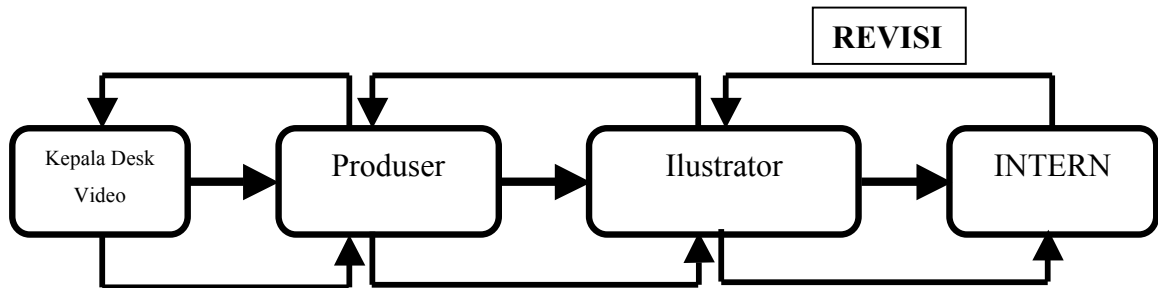 REVISI
Kepala Desk
Video
Produser
Ilustrator
INTERN